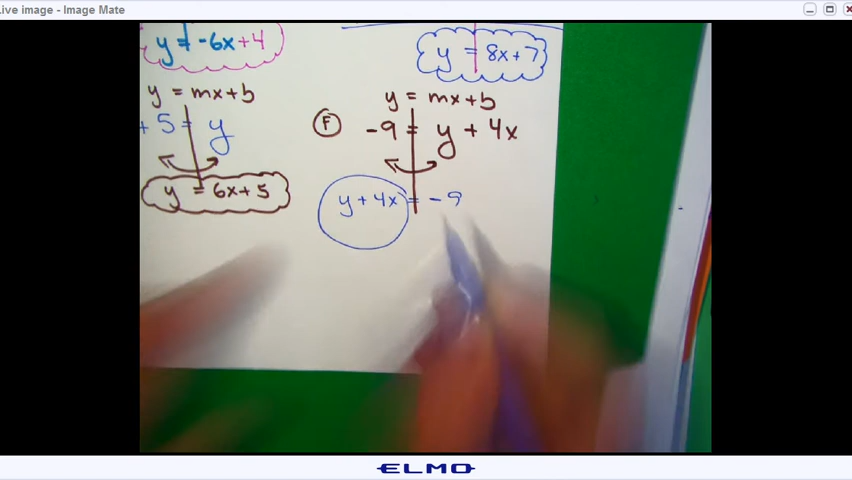 Live image - Image Mate
y = -6x+4
y = 8x+7
y = mx+b
+ 5 = y
y = 6x+5
y = mx+b
F -9 = y + 4x
y + 4x = -9
ELMO